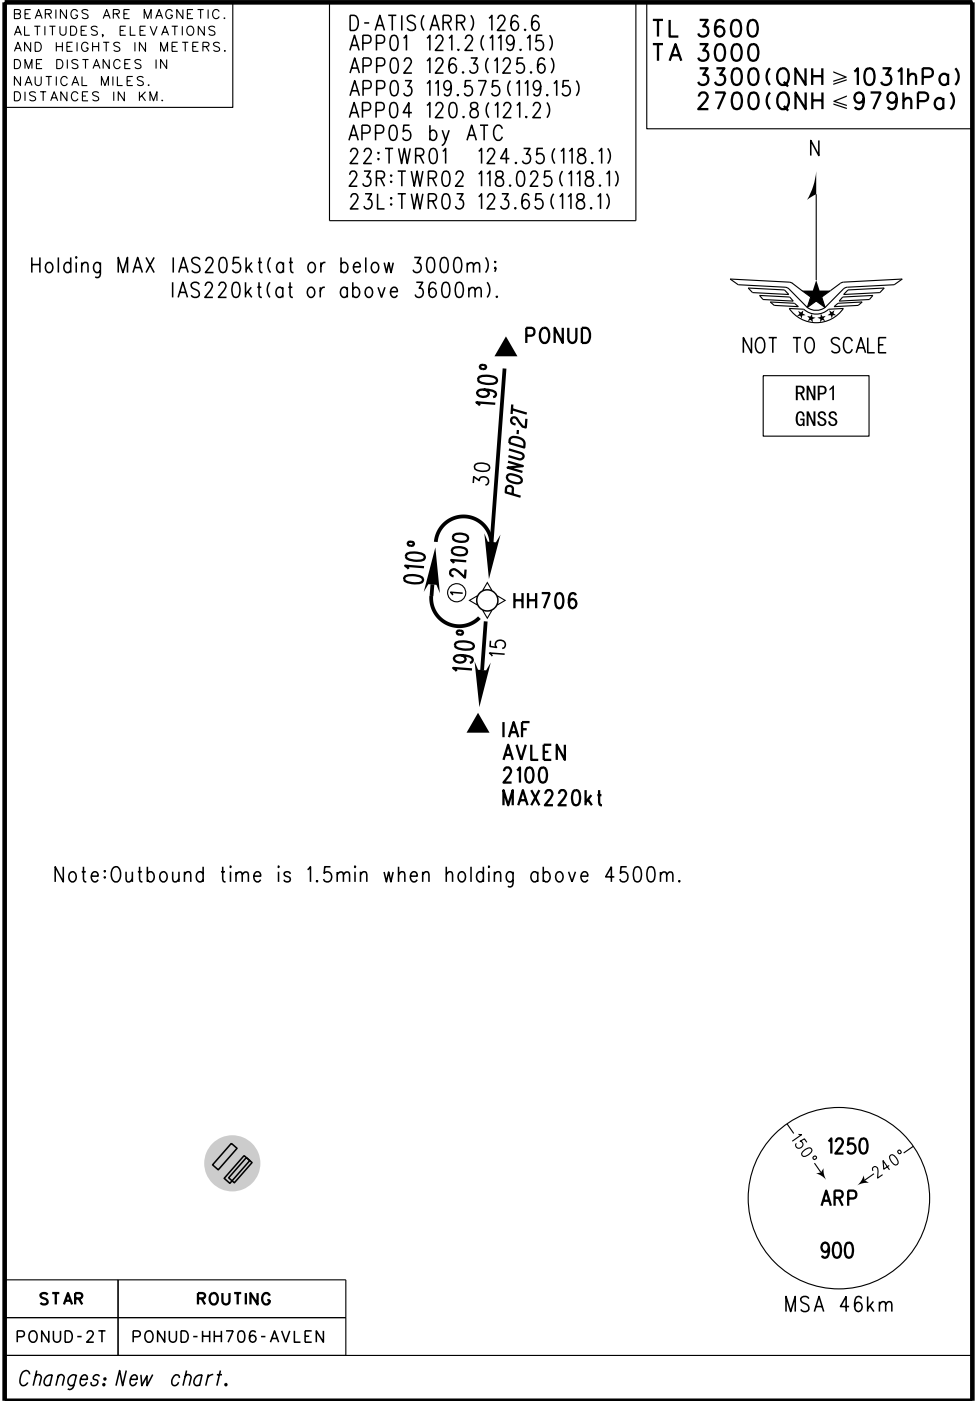 BEARINGS ARE MAGNETIC.
ALTITUDES, ELEVATIONS
AND HEIGHTS IN METERS.
DME DISTANCES IN
NAUTICAL MILES.
DISTANCES IN KM.
D-ATIS(ARR) 126.6
APP01 121.2(119.15)
APP02 126.3(125.6)
APP03 119.575(119.15)
APP04 120.8(121.2)
APP05 by ATC
22:TWR01 124.35(118.1)
23R:TWR02 118.025(118.1)
23L:TWR03 123.65(118.1)
TL 3600
TA 3000
3300(QNH ≥1031hPa)
2700(QNH ≤979hPa)
N
NOT TO SCALE
RNP1
GNSS
Holding MAX IAS205kt(at or below 3000m);
IAS220kt(at or above 3600m).
PONUD
190°
PONUD-2T
30
010°
① 2100
HH706
190°
15
IAF
AVLEN
2100
MAX220kt
Note:Outbound time is 1.5min when holding above 4500m.
150°
1250
240°
ARP
900
MSA 46km
STAR ROUTING
PONUD-2T PONUD-HH706-AVLEN
Changes: New chart.